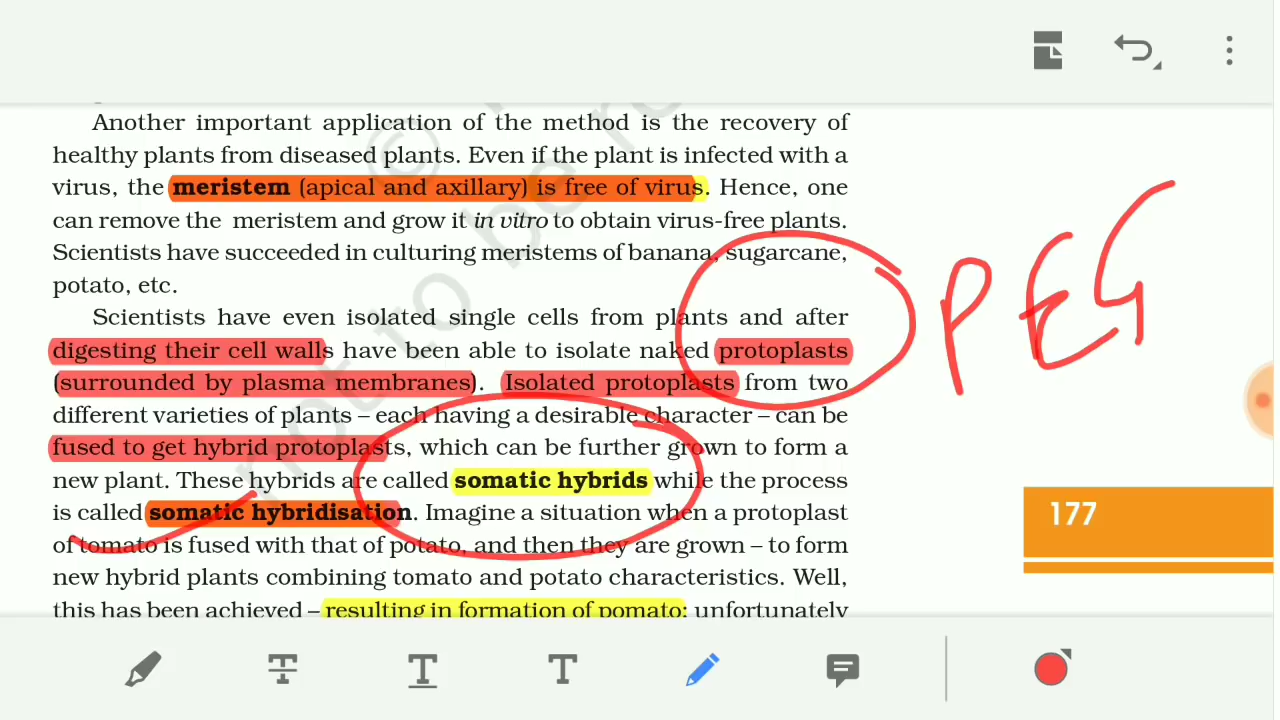 Another important application of the method is the recovery of
healthy plants from diseased plants. Even if the plant is infected with a
virus, the meristem (apical and axillary) is free of virus. Hence, one
can remove the meristem and grow it in vitro to obtain virus-free plants.
Scientists have succeeded in culturing meristems of banana, sugarcane,
potato, etc.
Scientists have even isolated single cells from plants and after
digesting their cell walls have been able to isolate naked protoplasts
(surrounded by plasma membranes). Isolated protoplasts from two
different varieties of plants – each having a desirable character – can be
fused to get hybrid protoplasts, which can be further grown to form a
new plant. These hybrids are called somatic hybrids while the process
is called somatic hybridisation. Imagine a situation when a protoplast
of tomato is fused with that of potato, and then they are grown – to form
new hybrid plants combining tomato and potato characteristics. Well,
this has been achieved – resulting in formation of pomato; unfortunately
PEG
177
© 
not to be re
T
T
T